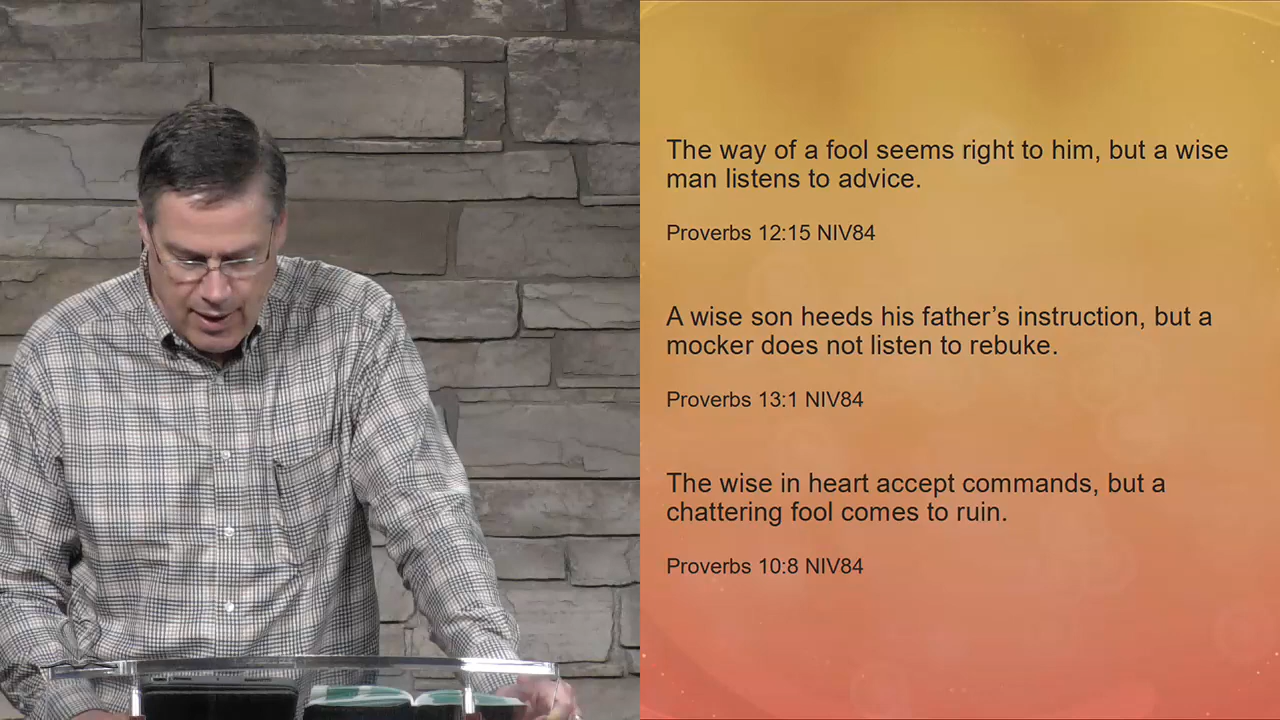 The way of a fool seems right to him, but a wise
man listens to advice.
Proverbs 12:15 NIV84
A wise son heeds his father’s instruction, but a
mocker does not listen to rebuke.
Proverbs 13:1 NIV84
The wise in heart accept commands, but a
chattering fool comes to ruin.
Proverbs 10:8 NIV84